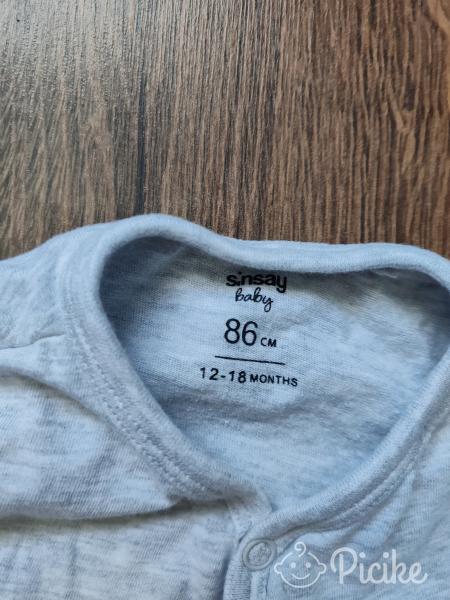 sinsay
baby
86 CM
12-18 MONTHS
Picike